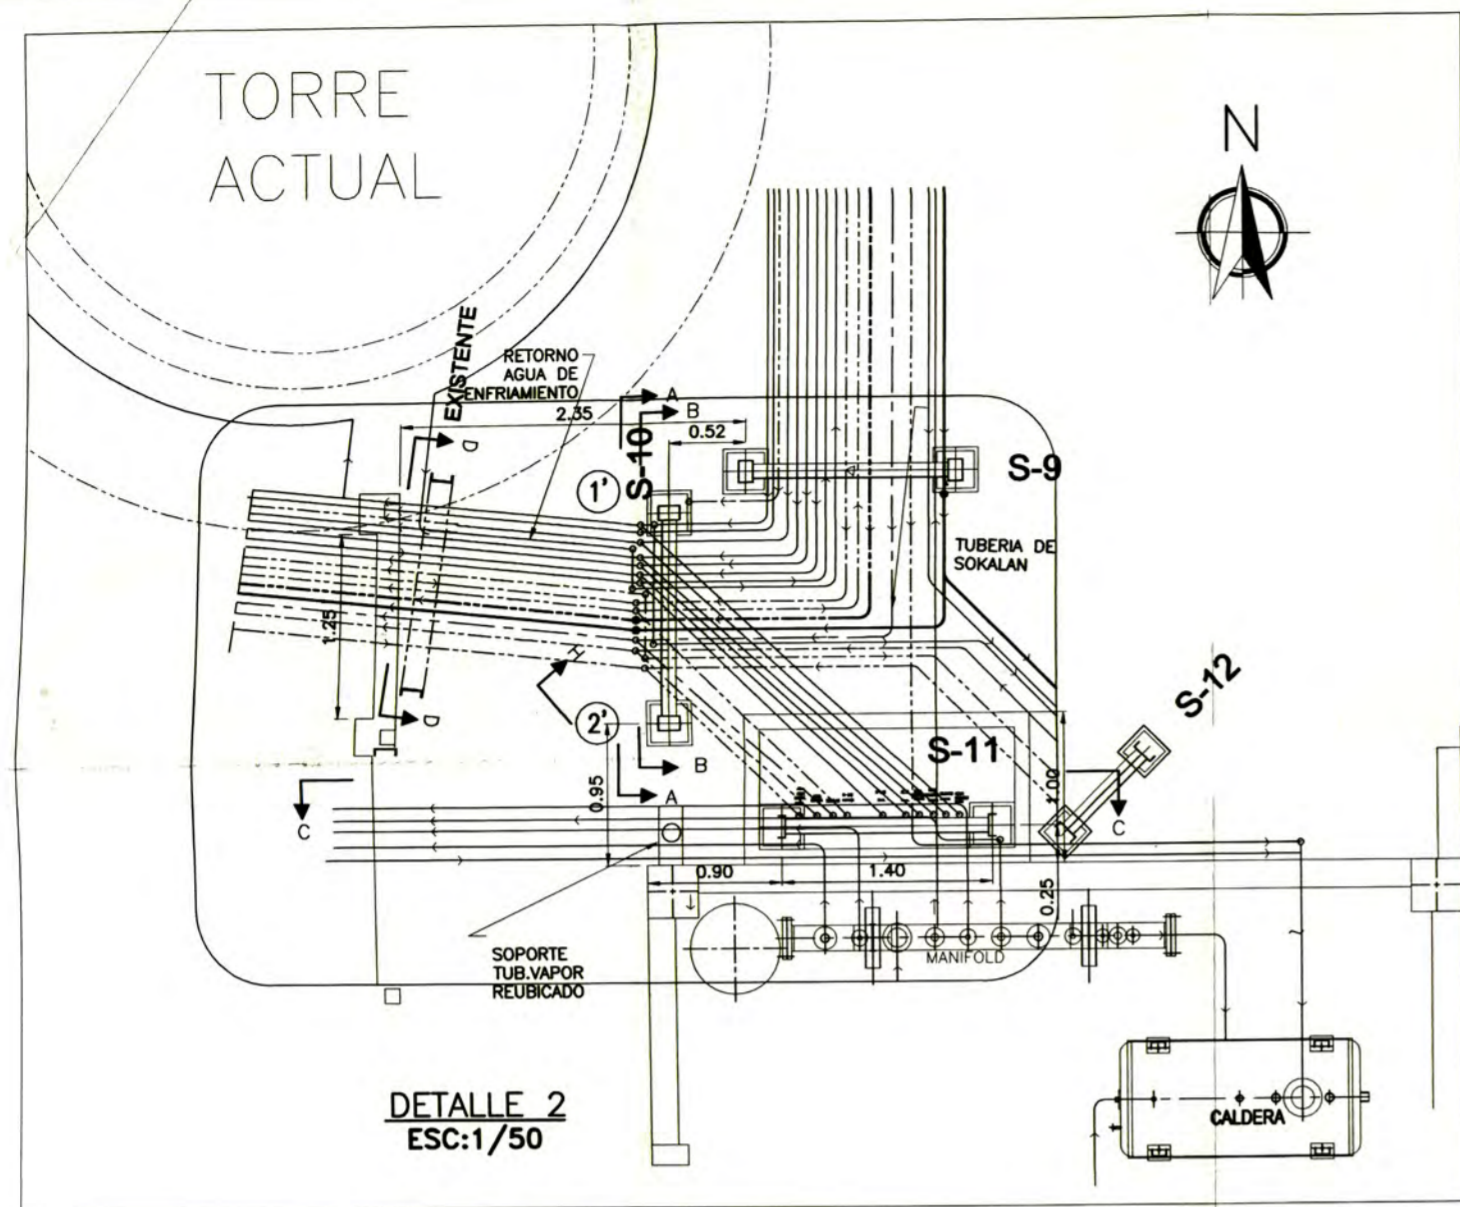 TORRE
ACTUAL
N
EXISTENTE
RETORNO
AGUA DE
ENFRIAMIENTO
A
B
2.35
0.52
D
S-10
1'
S-9
TUBERIA DE
SOKALAN
1.25
H
S-12
D
2'
S-11
B
A
0.95
1.00
C
C
0.90
1.40
0.25
SOPORTE
TUB.VAPOR
REUBICADO
MANIFOLD
CALDERA
DETALLE 2
ESC:1/50